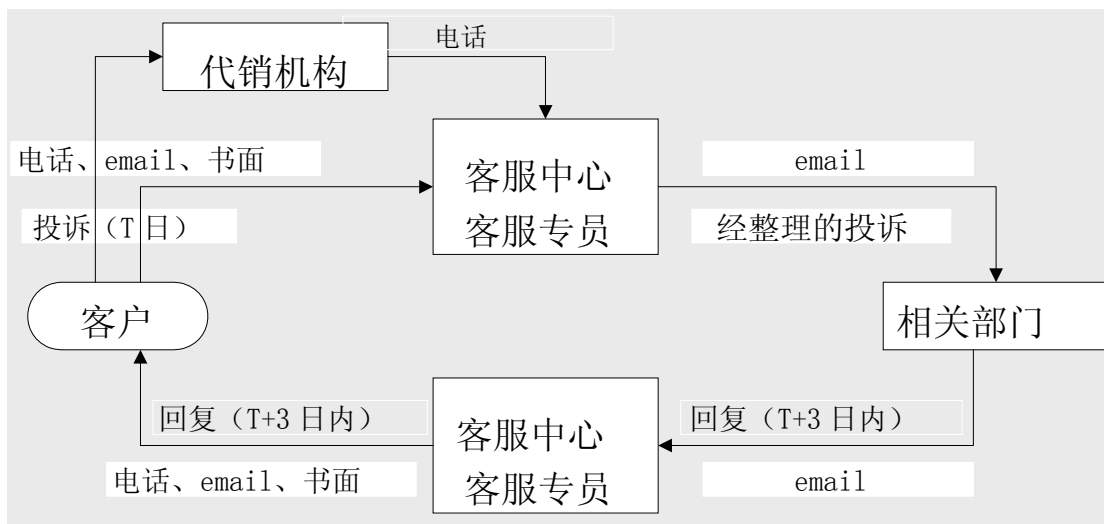 电话
代销机构
电话、email、书面
客服中心
客服专员
email
投诉（T 日）
经整理的投诉
客户
相关部门
回复（T+3 日内）
客服中心
客服专员
回复（T+3 日内）
电话、email、书面
email